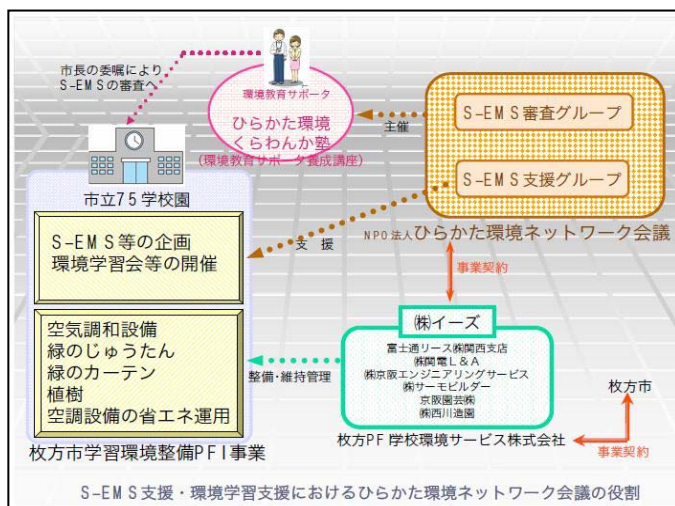 市長の委嘱により
S-EMSの審査へ
環境教育サポータ
ひらかた環境
くらわんか塾
(環境教育サポータ養成講座)
主催
S-EMS審査グループ
S-EMS支援グループ
NPO法人ひらかた環境ネットワーク会議
市立75学校園
S-EMS等の企画
環境学習会等の開催
支援
事業契約
空気調和設備
緑のじゅうたん
緑のカーテン
植樹
空調設備の省エネ運用
枚方市学習環境整備PFI事業
整備・維持管理
㈱イーズ
富士通リース㈱関西支店
㈱関電L&A
㈱京阪エンジニアリングサービス
㈱サーモビルダー
京阪園芸㈱
㈱西川造園
枚方PFI学校環境サービス株式会社
枚方市
事業契約
S-EMS支援・環境学習支援におけるひらかた環境ネットワーク会議の役割